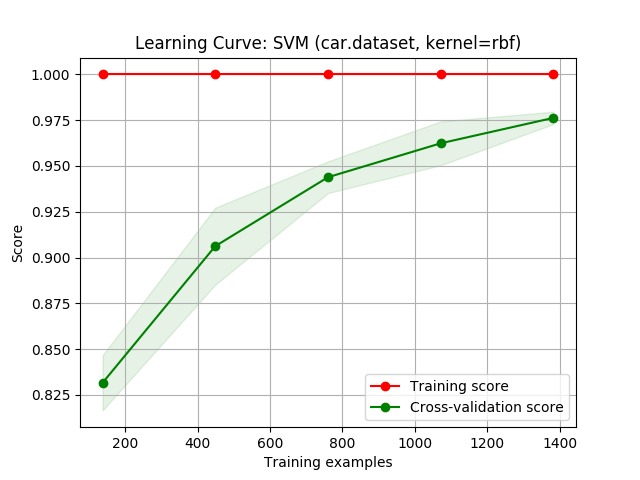 Learning Curve: SVM (car.dataset, kernel=rbf)
1.000
0.975
0.950
0.925
0.900
0.875
0.850
0.825
Score
Training score
Cross-validation score
200 400 600 800 1000 1200 1400
Training examples